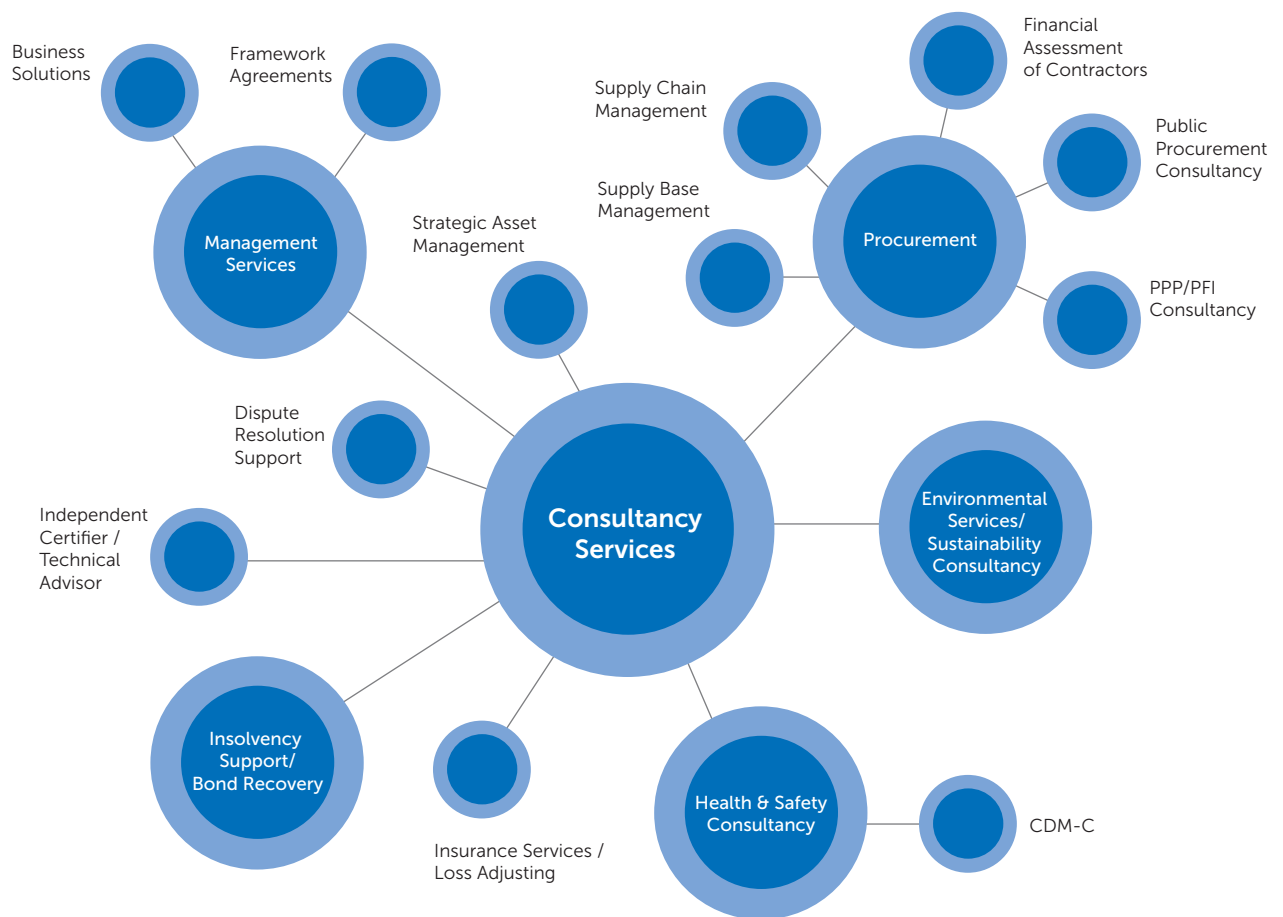 Business
Solutions
Framework
Agreements
Financial
Assessment
of Contractors
Supply Chain
Management
Public
Procurement
Consultancy
Supply Base
Management
Strategic Asset
Management
Management
Services
Procurement
PPP/PFI
Consultancy
Dispute
Resolution
Support
Consultancy
Services
Environmental
Services/
Sustainability
Consultancy
Independent
Certifier /
Technical
Advisor
Insolvency
Support/
Bond Recovery
Insurance Services /
Loss Adjusting
Health & Safety
Consultancy
CDM-C